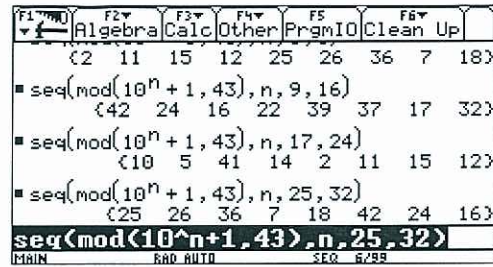 F1 F2 F3 F4 F5 F6
Algebra Calc Other PrgmIO Clean Up
{2 11 15 12 25 26 36 7 18}
▪ seq(mod(10ⁿ + 1, 43), n, 9, 16)
{42 24 16 22 39 37 17 32}
▪ seq(mod(10ⁿ + 1, 43), n, 17, 24)
{10 5 41 14 2 11 15 12}
▪ seq(mod(10ⁿ + 1, 43), n, 25, 32)
{25 26 36 7 18 42 24 16}
seq(mod(10^n+1,43),n,25,32)
MAIN RAD AUTO SEQ 6/99